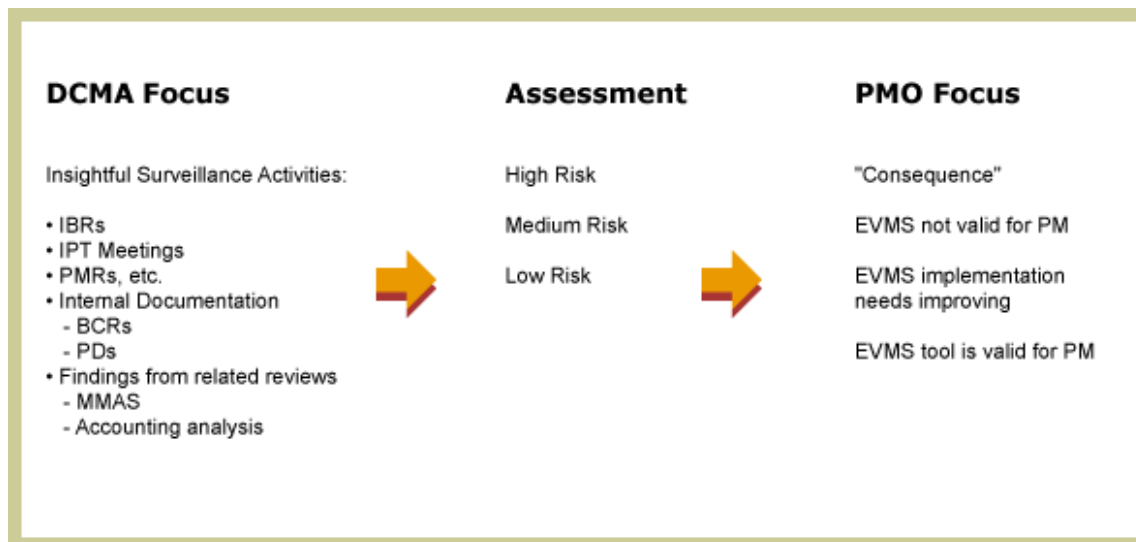 DCMA Focus
Insightful Surveillance Activities:
• IBRs
• IPT Meetings
• PMRs, etc.
• Internal Documentation
- BCRs
- PDs
• Findings from related reviews
- MMAS
- Accounting analysis
Assessment
High Risk
Medium Risk
Low Risk
PMO Focus
"Consequence"
EVMS not valid for PM
EVMS implementation
needs improving
EVMS tool is valid for PM